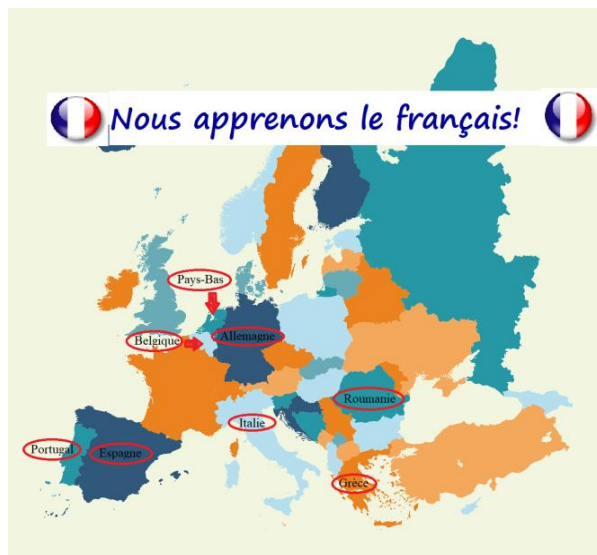 Nous apprenons le français!
Pays-Bas
Belgique
Allemagne
Roumanie
Italie
Portugal
Espagne
Grèce